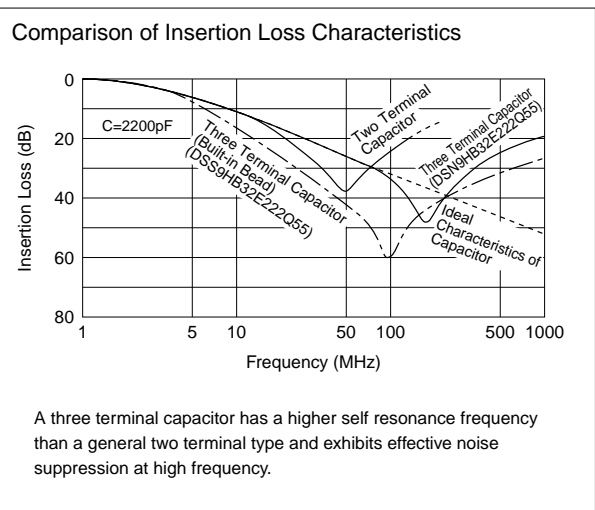 Comparison of Insertion Loss Characteristics
0
20
40
60
80
Insertion Loss (dB)
C=2200pF
Three Terminal Capacitor
(Built-in Bead)
(DSS9HB32E222Q55)
Two Terminal
Capacitor
Three Terminal Capacitor
(DSN9HB32E222Q55)
Ideal
Characteristics of
Capacitor
1 5 10 50 100 500 1000
Frequency (MHz)
A three terminal capacitor has a higher self resonance frequency
than a general two terminal type and exhibits effective noise
suppression at high frequency.